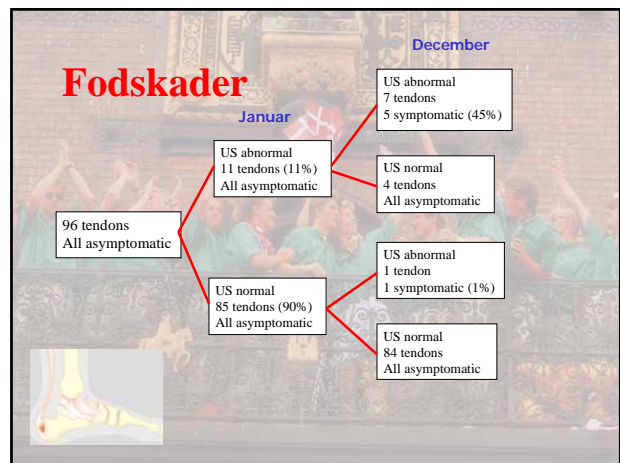 Fodskader
Januar
December
96 tendons
All asymptomatic
US abnormal
11 tendons (11%)
All asymptomatic
US normal
85 tendons (90%)
All asymptomatic
US abnormal
7 tendons
5 symptomatic (45%)
US normal
4 tendons
All asymptomatic
US abnormal
1 tendon
1 symptomatic (1%)
US normal
84 tendons
All asymptomatic